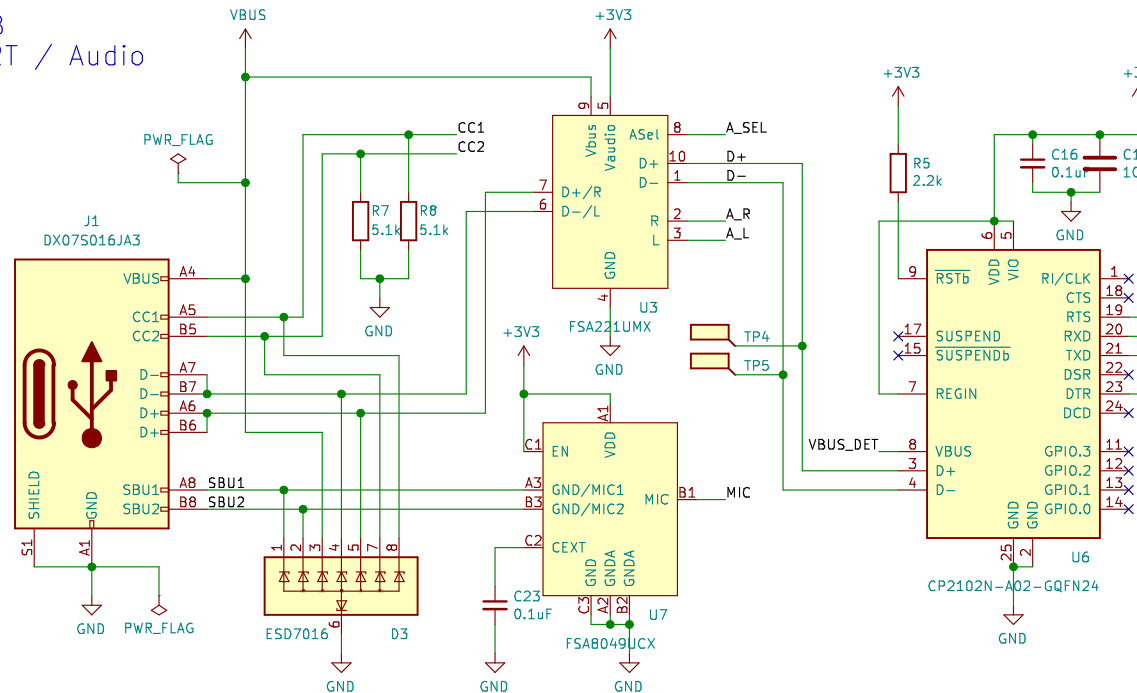 VBUS
+3V3
/ Audio
+3V3
PWR_FLAG
CC1
CC2
9
5
Vbus
Vaudio
ASel
8
A_SEL
D+
10
D+
D-
1
D-
R
2
A_R
L
3
A_L
7
D+/R
6
D-/L
GND
4
U3
FSA221UMX
R7
5.1k
R8
5.1k
GND
GND
R5
2.2k
C16
0.1uF
GND
J1
DX07S016JA3
VBUS
A4
CC1
A5
CC2
B5
D-
A7
D-
B7
D+
A6
D+
B6
SBU1
A8
SBU1
SBU2
B8
SBU2
SHIELD
GND
S1
A1
GND
PWR_FLAG
1
2
3
4
5
7
8
6
ESD7016
D3
GND
+3V3
C1
EN
A1
VDD
A3
GND/MIC1
B3
GND/MIC2
C2
CEXT
MIC
B1
MIC
GND
GNDA
GNDA
C3
A2
B2
U7
FSA8049UCX
C23
0.1uF
GND
GND
TP4
TP5
6
5
VDD
VIO
9
RSTb
17
SUSPEND
15
SUSPENDb
7
REGIN
VBUS_DET
8
VBUS
3
D+
4
D-
RI/CLK
1
CTS
18
RTS
19
RXD
20
TXD
21
DSR
22
DTR
23
DCD
24
GPIO.3
11
GPIO.2
12
GPIO.1
13
GPIO.0
14
GND
GND
25
2
U6
CP2102N-A02-GQFN24
GND